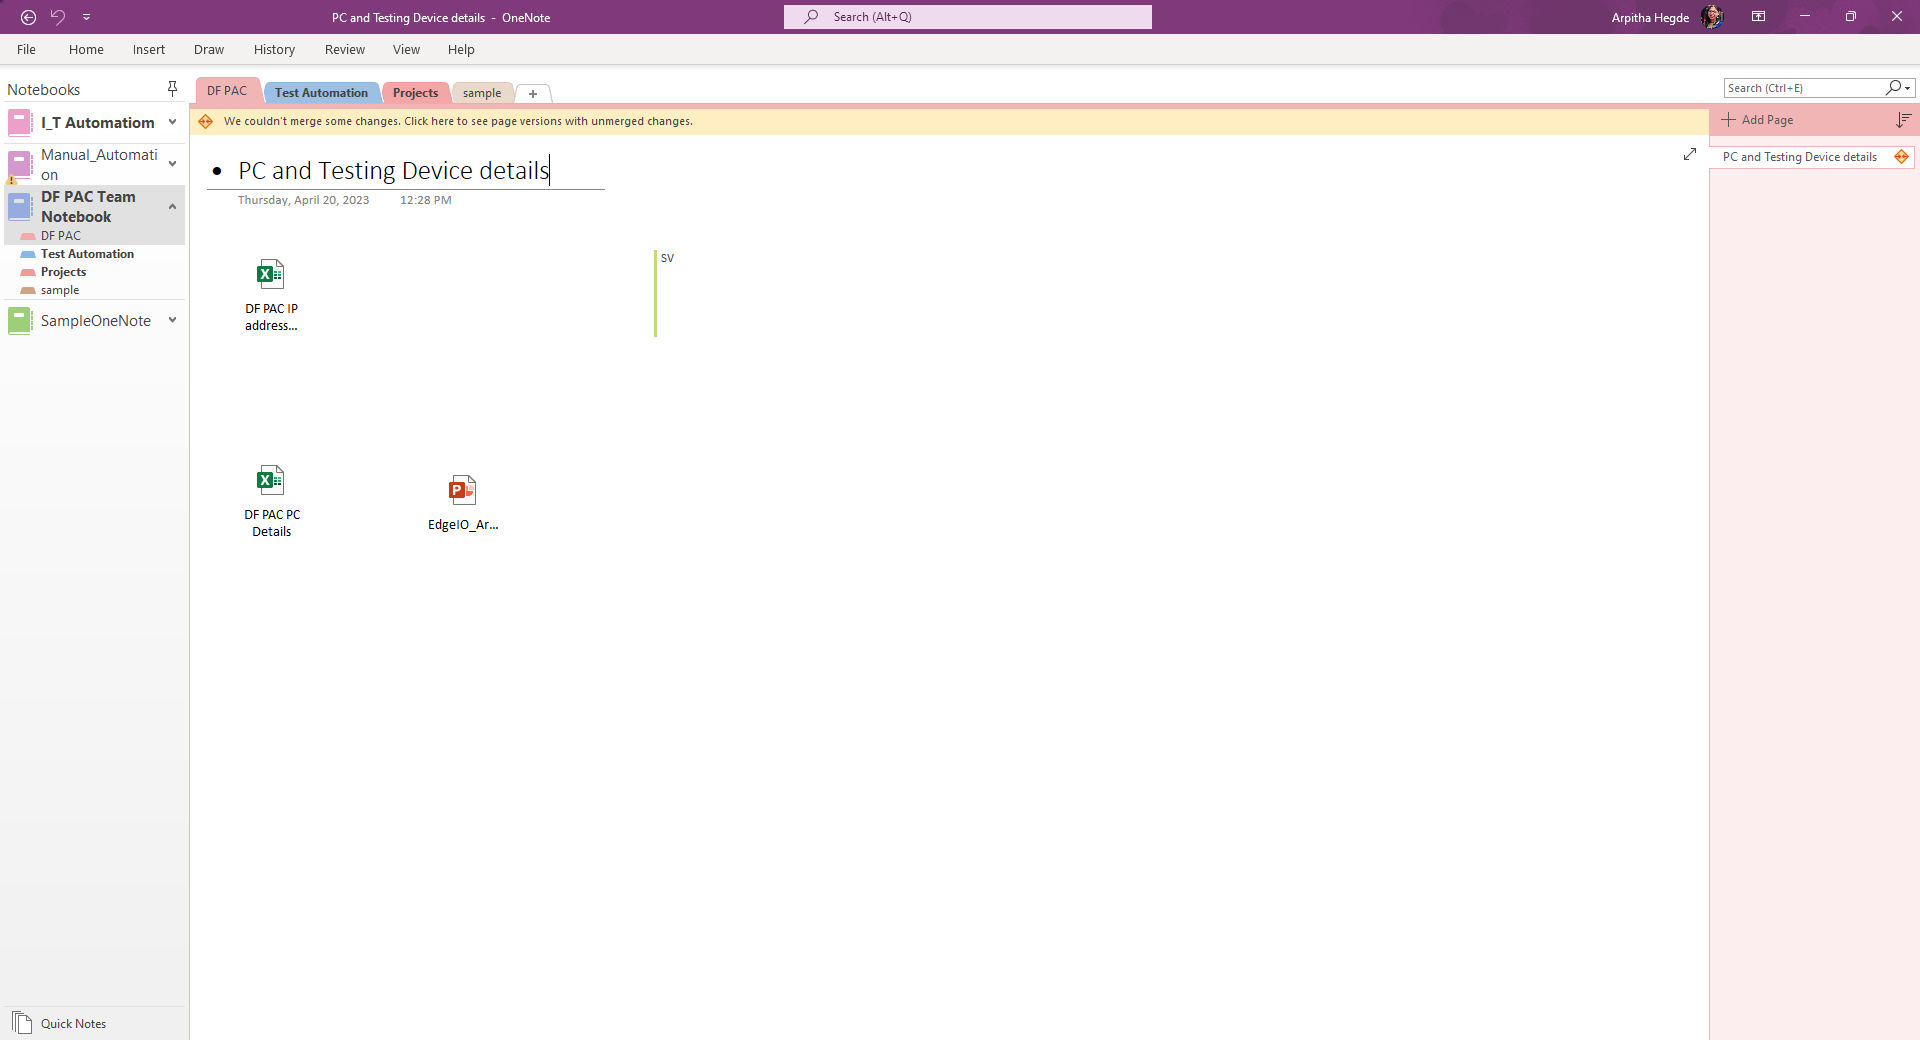 PC and Testing Device details - OneNote
Search (Alt+Q)
Arpitha Hegde
File
Home
Insert
Draw
History
Review
View
Help
Notebooks
I_T Automatiom
Manual_Automati
on
DF PAC Team
Notebook
DF PAC
Test Automation
Projects
sample
SampleOneNote
Quick Notes
DF PAC
Test Automation
Projects
sample
+
Search (Ctrl+E)
We couldn't merge some changes. Click here to see page versions with unmerged changes.
• PC and Testing Device details
Thursday, April 20, 2023
12:28 PM
DF PAC IP
address...
SV
DF PAC PC
Details
EdgeIO_Ar...
Add Page
PC and Testing Device details